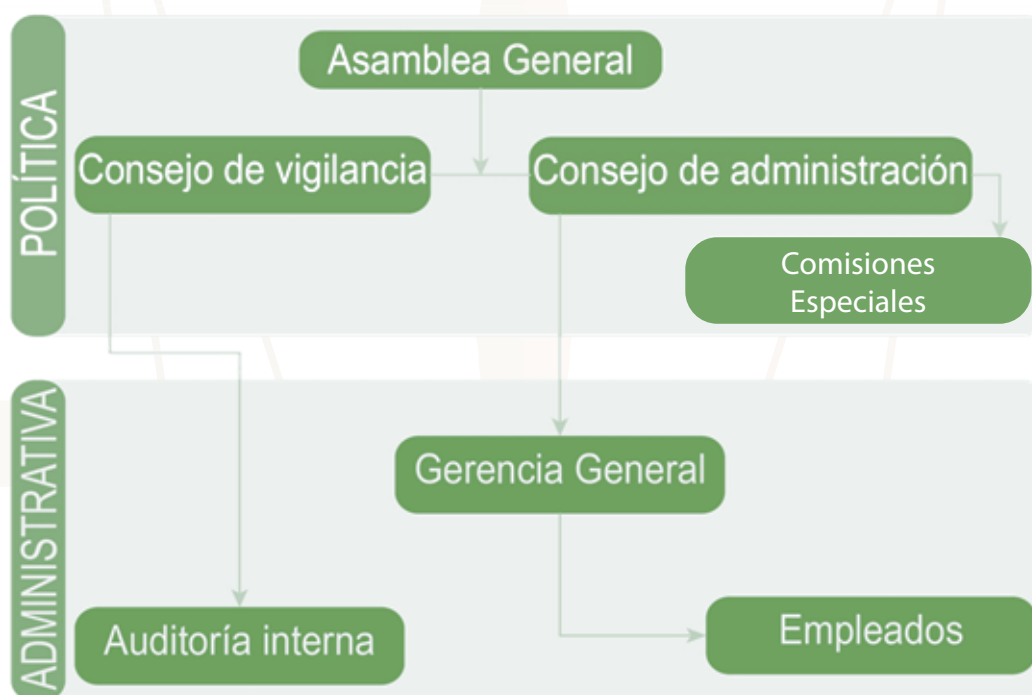 POLÍTICA
Asamblea General
Consejo de vigilancia
Consejo de administración
Comisiones
Especiales
ADMINISTRATIVA
Gerencia General
Auditoría interna
Empleados